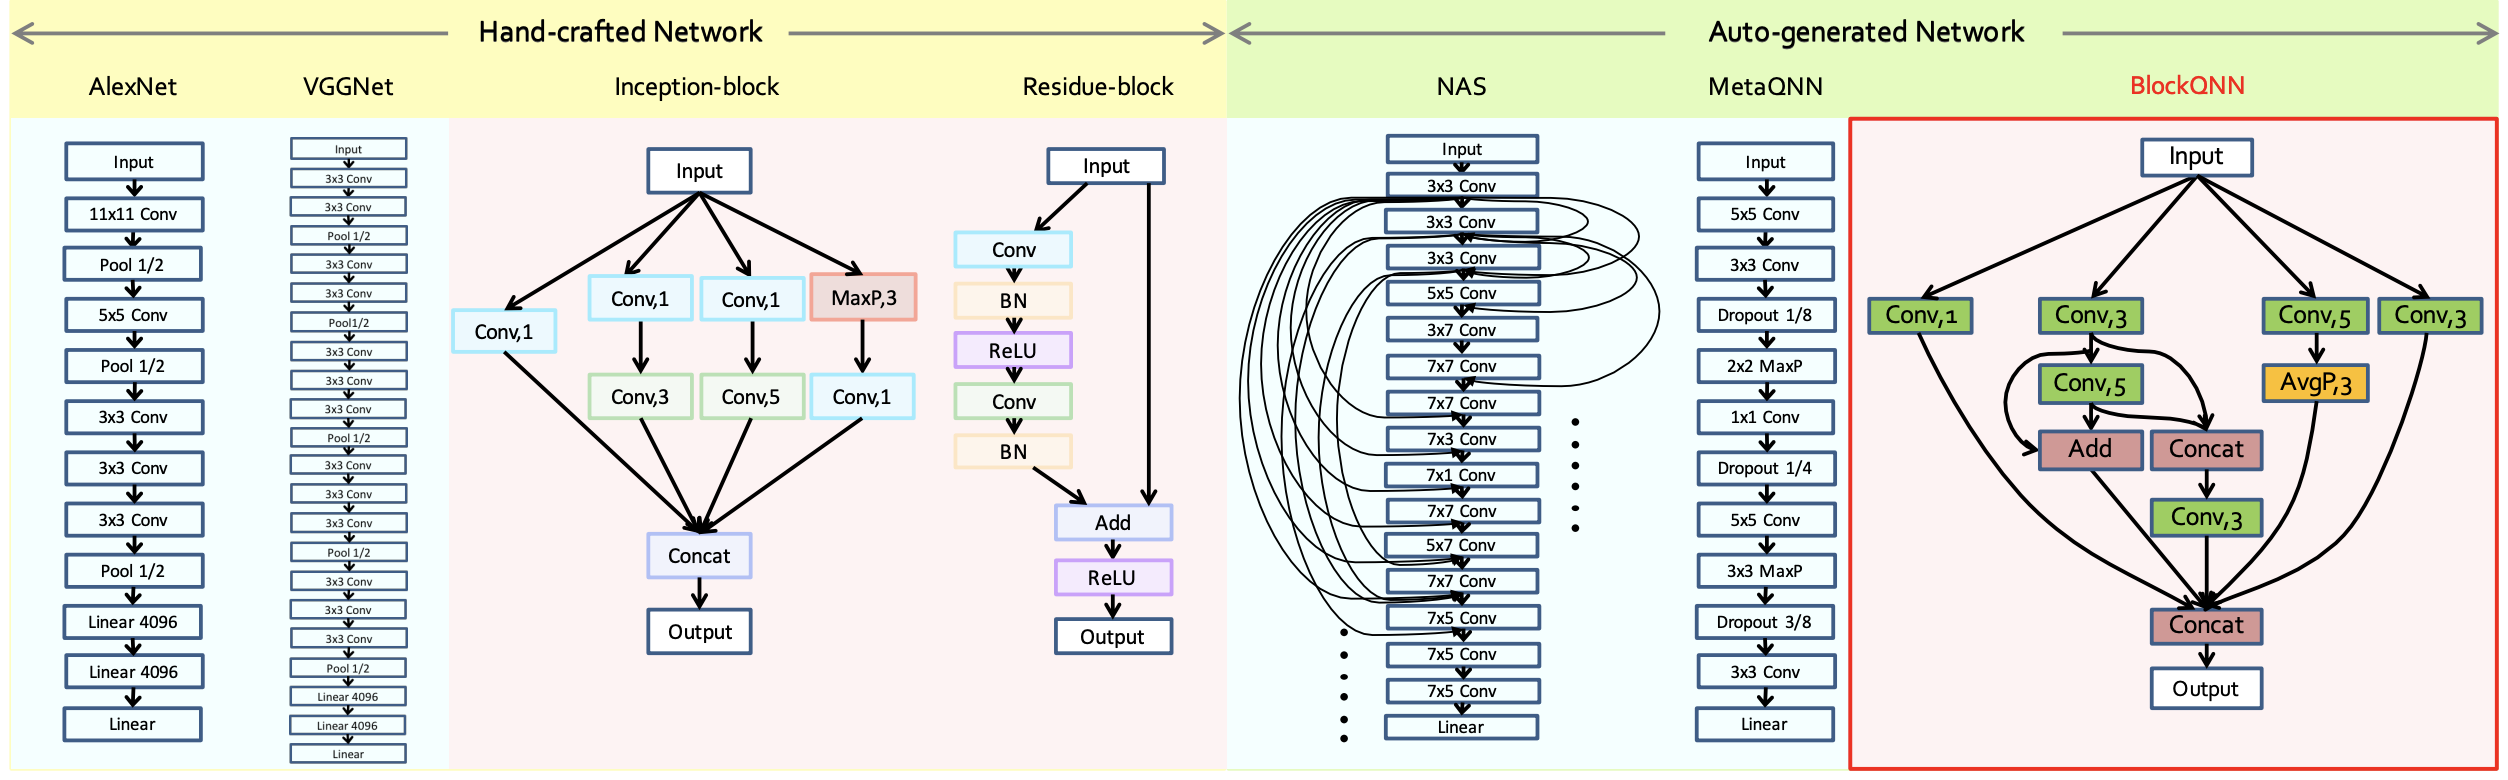 Hand-crafted Network
Auto-generated Network
AlexNet
VGGNet
Inception-block
Residue-block
NAS
MetaQNN
BlockQNN
Input
11x11 Conv
Pool 1/2
5x5 Conv
Pool 1/2
3x3 Conv
3x3 Conv
3x3 Conv
Pool 1/2
Linear 4096
Linear 4096
Linear
Input
3x3 Conv
3x3 Conv
Pool 1/2
3x3 Conv
3x3 Conv
Pool1/2
3x3 Conv
3x3 Conv
3x3 Conv
Pool 1/2
3x3 Conv
3x3 Conv
3x3 Conv
Pool 1/2
3x3 Conv
3x3 Conv
3x3 Conv
Pool 1/2
Linear 4096
Linear 4096
Linear
Input
Conv,1
Conv,1
MaxP,3
Conv,1
Conv,3
Conv,5
Conv,1
Concat
Output
Input
Conv
BN
ReLU
Conv
BN
Add
ReLU
Output
Input
3x3 Conv
3x3 Conv
3x3 Conv
5x5 Conv
3x7 Conv
7x7 Conv
7x7 Conv
7x3 Conv
7x1 Conv
7x7 Conv
5x7 Conv
7x7 Conv
7x5 Conv
7x5 Conv
7x5 Conv
Linear
Input
5x5 Conv
3x3 Conv
Dropout 1/8
2x2 MaxP
1x1 Conv
Dropout 1/4
5x5 Conv
3x3 MaxP
Dropout 3/8
3x3 Conv
Linear
Input
Conv,1
Conv,3
Conv,5
Conv,3
Conv,5
AvgP,3
Add
Concat
Conv,3
Concat
Output